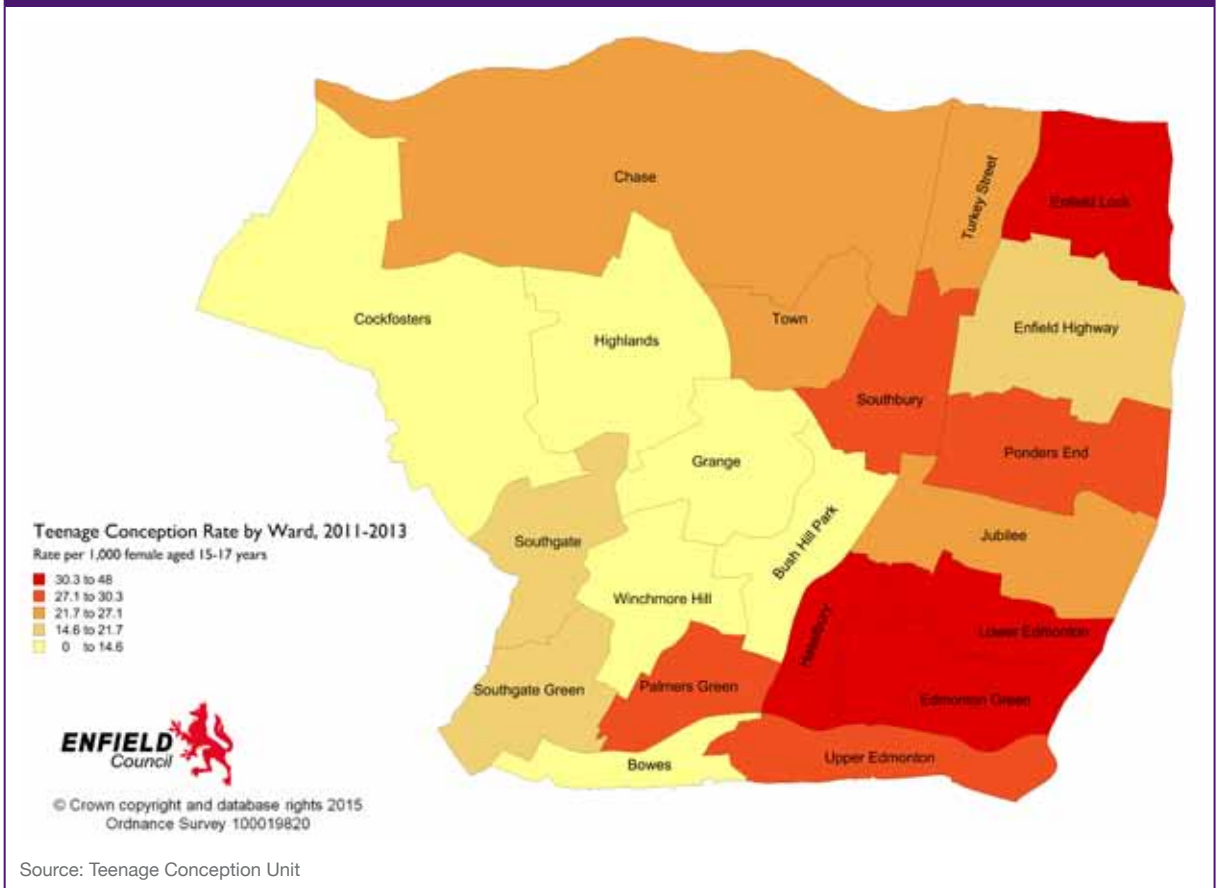 Chase
Turkey Street
Enfield Lock
Cockfosters
Highlands
Town
Enfield Highway
Southbury
Grange
Ponders End
Bush Hill Park
Jubilee
Southgate
Winchmore Hill
Haselbury
Lower Edmonton
Southgate Green
Palmers Green
Edmonton Green
Bowes
Upper Edmonton
Teenage Conception Rate by Ward, 2011-2013
Rate per 1,000 female aged 15-17 years
30.3 to 48
27.1 to 30.3
21.7 to 27.1
14.6 to 21.7
0 to 14.6
ENFIELD
Council
© Crown copyright and database rights 2015
Ordnance Survey 100019820
Source: Teenage Conception Unit